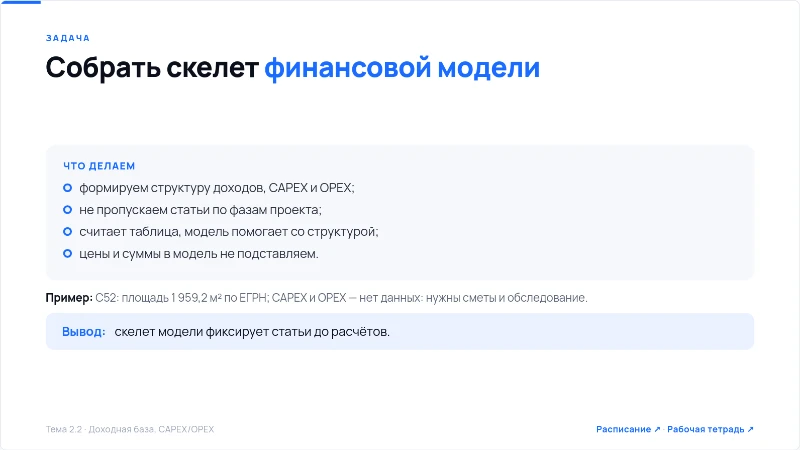 ЗАДАЧА
Собрать скелет финансовой модели
ЧТО ДЕЛАЕМ
формируем структуру доходов, CAPEX и OPEX;
не пропускаем статьи по фазам проекта;
считает таблица, модель помогает со структурой;
цены и суммы в модель не подставляем.
Пример: С52: площадь 1 959,2 м² по ЕГРН; CAPEX и OPEX — нет данных: нужны сметы и обследование.
Вывод: скелет модели фиксирует статьи до расчётов.
Тема 2.2 · Доходная база, CAPEX/OPEX
Расписание ↗ · Рабочая тетрадь ↗